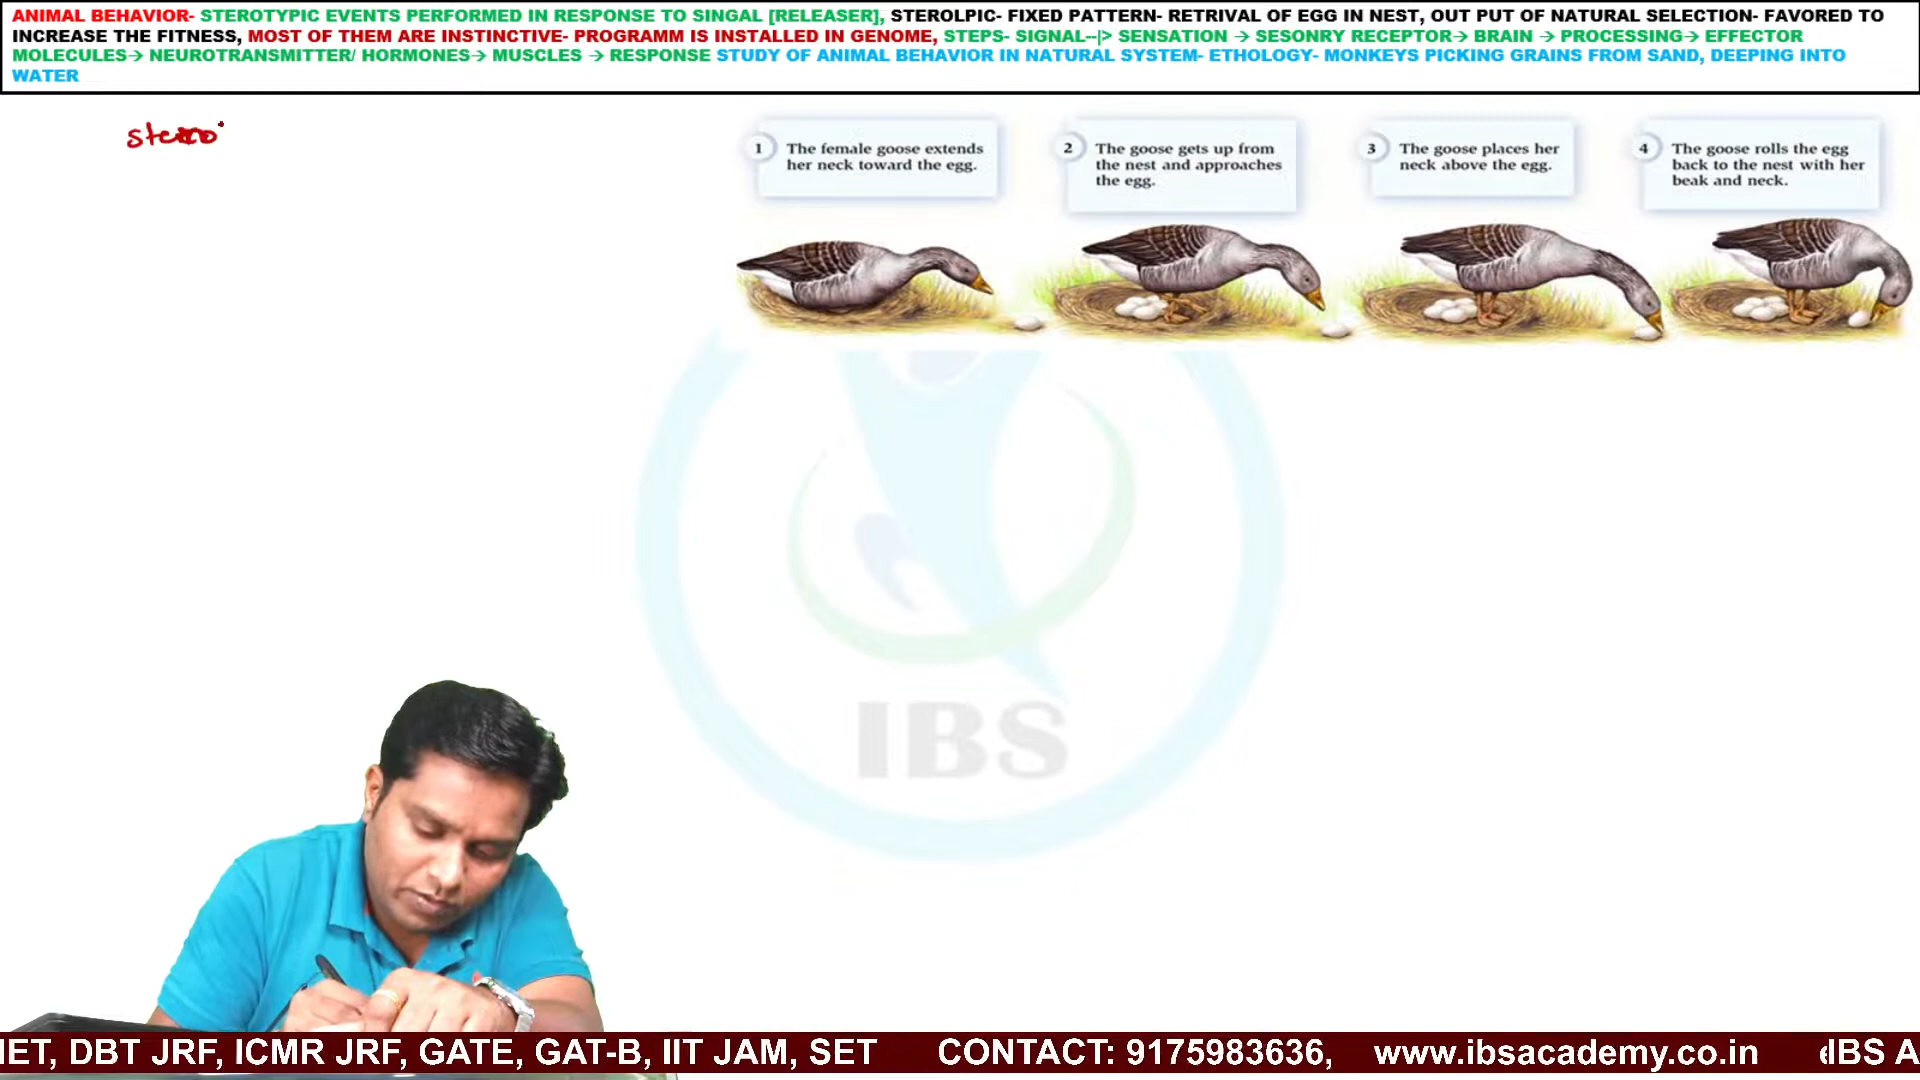 ANIMAL BEHAVIOR- STEROTYPIC EVENTS PERFORMED IN RESPONSE TO SINGAL [RELEASER], STEROLPIC- FIXED PATTERN- RETRIVAL OF EGG IN NEST, OUT PUT OF NATURAL SELECTION- FAVORED TO
INCREASE THE FITNESS, MOST OF THEM ARE INSTINCTIVE- PROGRAMM IS INSTALLED IN GENOME, STEPS- SIGNAL--|> SENSATION → SESONRY RECEPTOR→ BRAIN → PROCESSING→ EFFECTOR
MOLECULES→ NEUROTRANSMITTER/ HORMONES→ MUSCLES → RESPONSE STUDY OF ANIMAL BEHAVIOR IN NATURAL SYSTEM- ETHOLOGY- MONKEYS PICKING GRAINS FROM SAND, DEEPING INTO
WATER
stero
1 The female goose extends
her neck toward the egg.
2 The goose gets up from
the nest and approaches
the egg.
3 The goose places her
neck above the egg.
4 The goose rolls the egg
back to the nest with her
beak and neck.
IBS
IET, DBT JRF, ICMR JRF, GATE, GAT-B, IIT JAM, SET CONTACT: 9175983636, www.ibsacademy.co.in IBS A